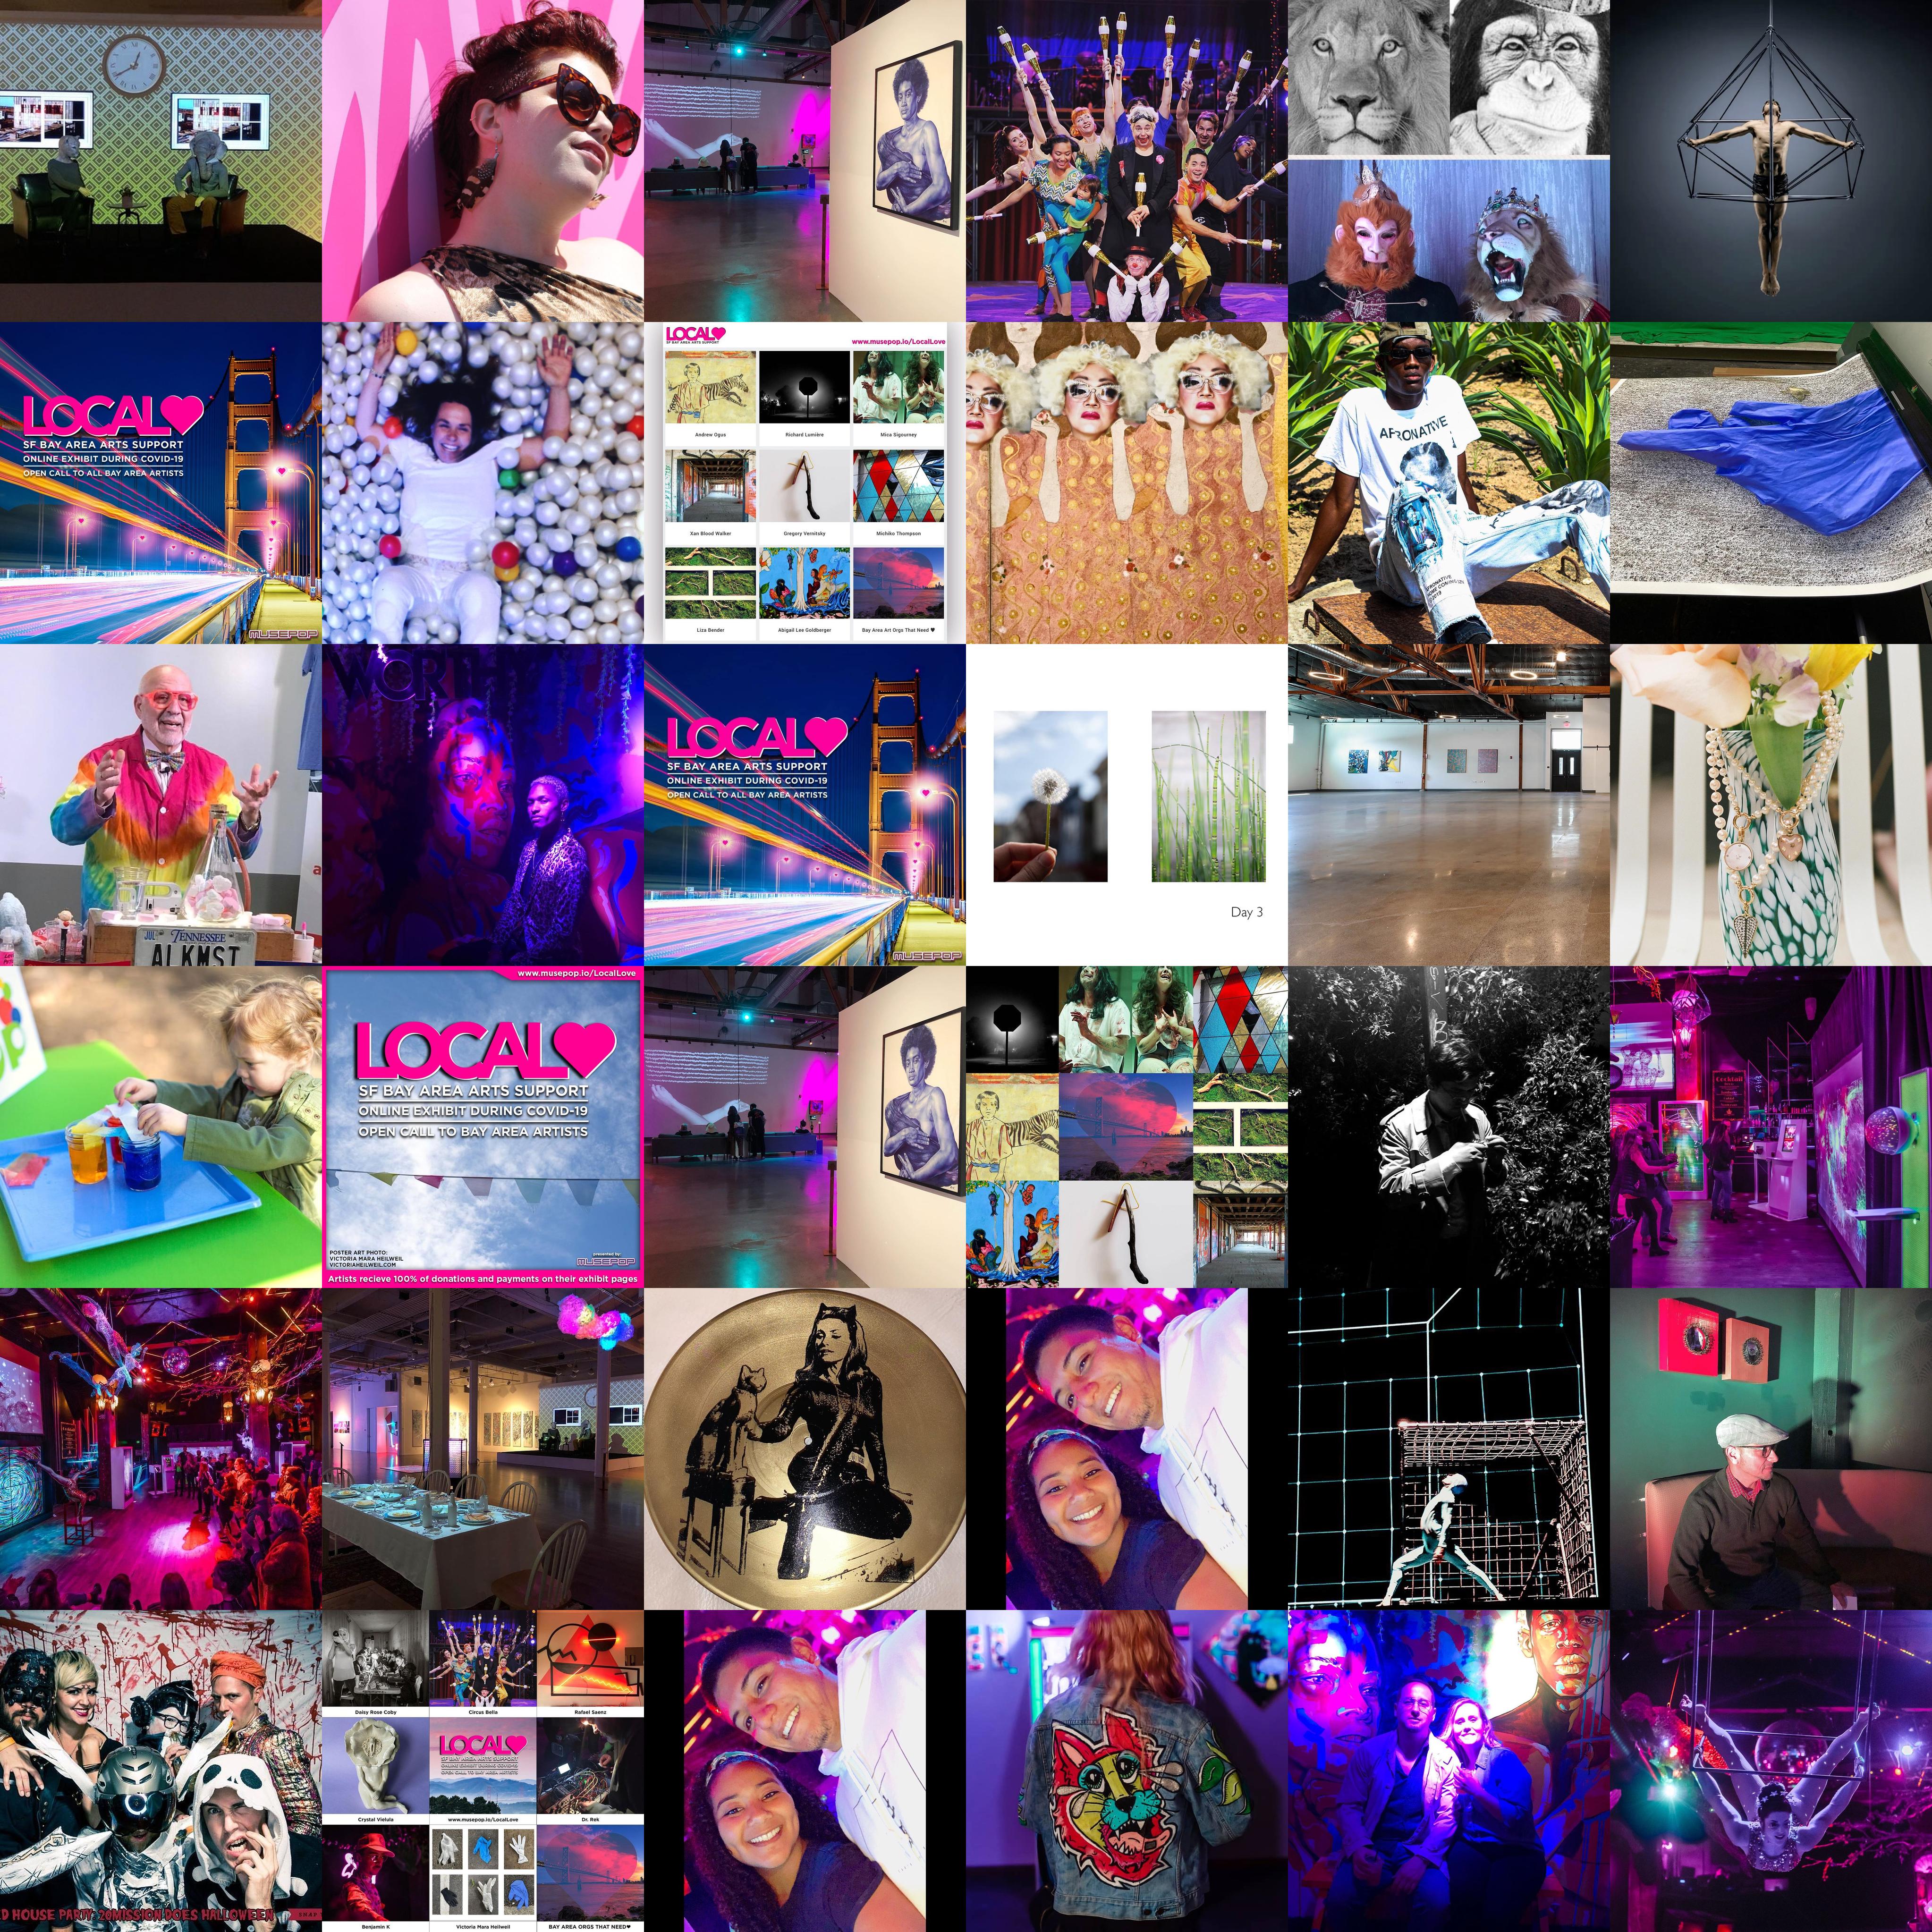 LOCAL
SF BAY AREA ARTS SUPPORT
ONLINE EXHIBIT DURING COVID-19
OPEN CALL TO ALL BAY AREA ARTISTS
MUSEPOP
LOCAL
SF BAY AREA ARTS SUPPORT
www.musepop.io/LocalLove
Andrew Ogus
Richard Lumière
Mica Sigourney
Xan Blood Walker
Gregory Vernitsky
Michiko Thompson
Liza Bender
Abigail Lee Goldberger
Bay Area Art Orgs That Need ♥
AFRONATIVE
JUL
TENNESSEE
ALKMST
WORTH
LOCAL
SF BAY AREA ARTS SUPPORT
ONLINE EXHIBIT DURING COVID-19
OPEN CALL TO ALL BAY AREA ARTISTS
MUSEPOP
Day 3
www.musepop.io/LocalLove
LOCAL
SF BAY AREA ARTS SUPPORT
ONLINE EXHIBIT DURING COVID-19
OPEN CALL TO BAY AREA ARTISTS
POSTER ART PHOTO:
VICTORIA MARA HEILWEIL
VICTORIAHEILWEIL.COM
presented by:
MUSEPOP
Artists recieve 100% of donations and payments on their exhibit pages
Cocktail
D HOUSE PARTY: 20MISSION DOES HALLOWEEN
Daisy Rose Coby
Circus Bella
Rafael Saenz
LOCAL
SF BAY AREA ARTS SUPPORT
ONLINE EXHIBIT DURING COVID-19
OPEN CALL TO BAY AREA ARTISTS
Crystal Vielula
www.musepop.io/LocalLove
Dr. Rek
Benjamin K
Victoria Mara Heilweil
BAY AREA ORGS THAT NEED♥